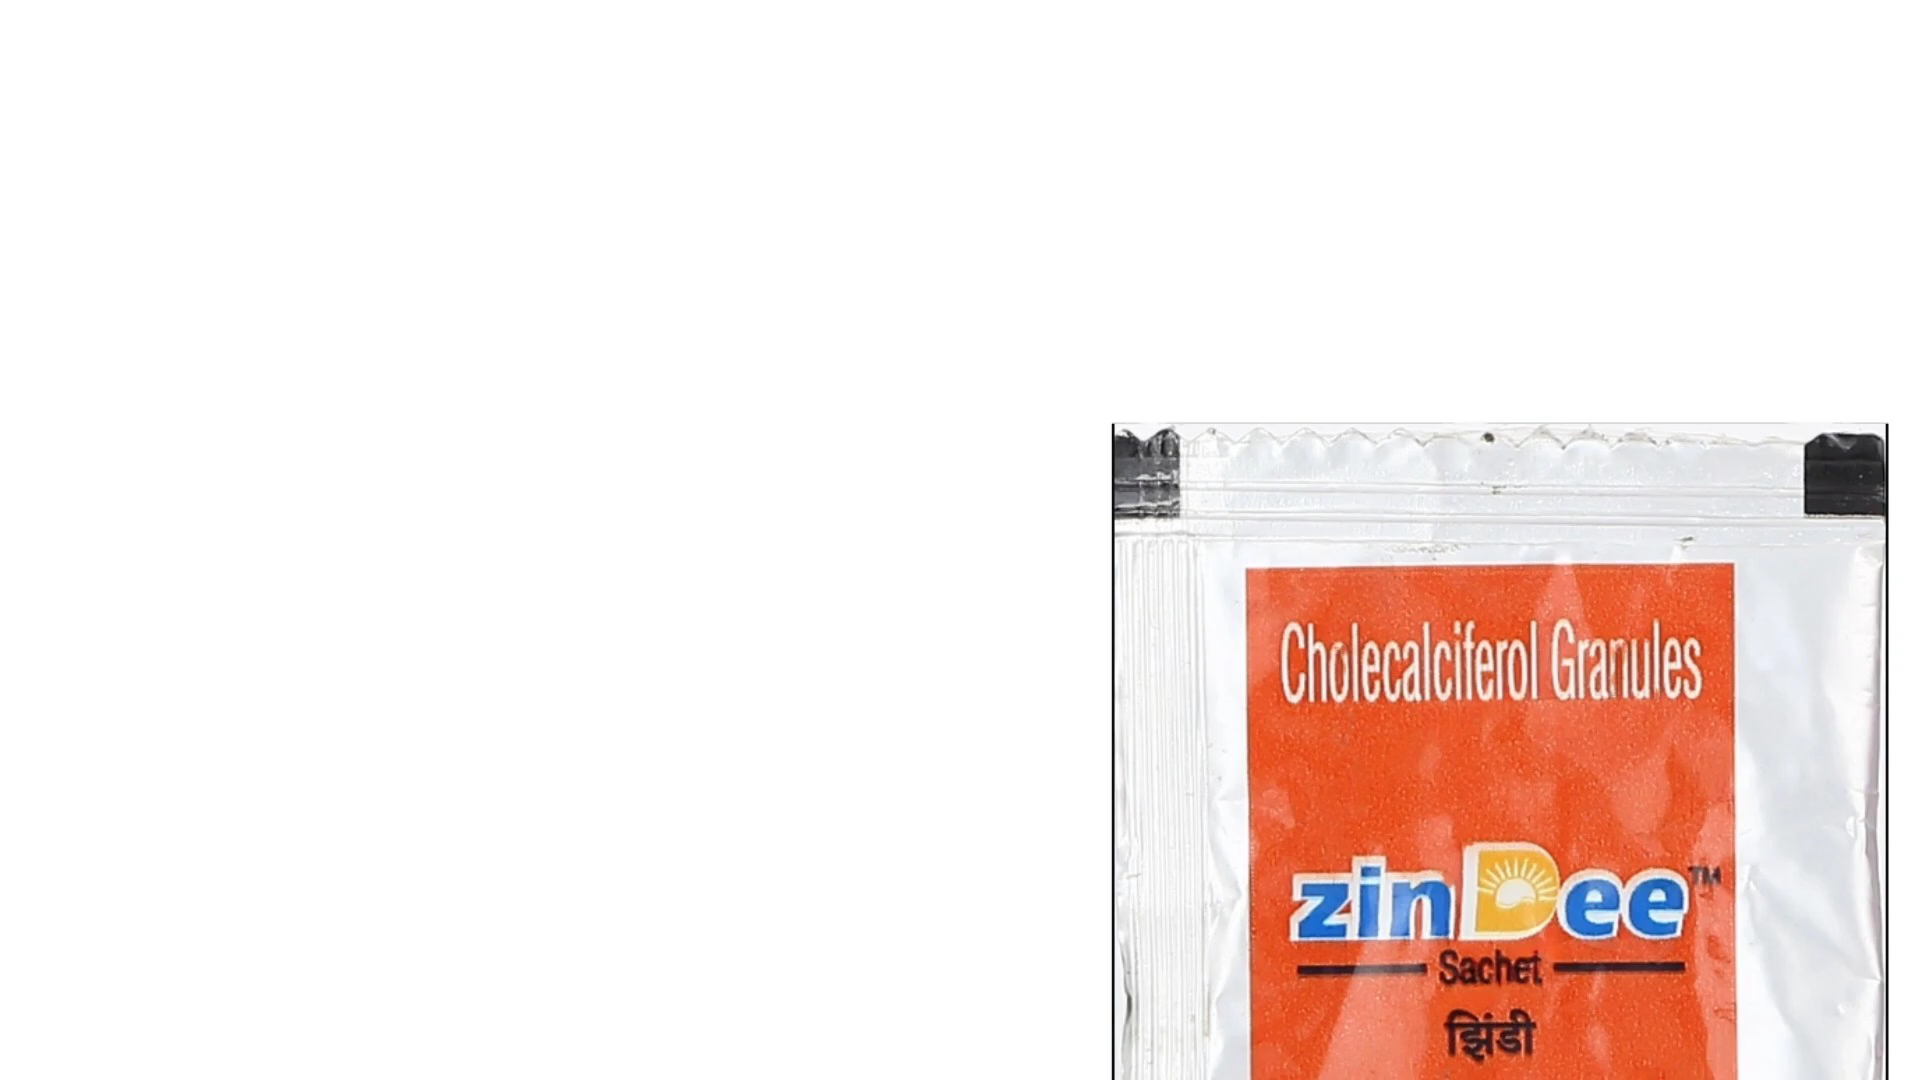 Cholecalciferol Granules
zinDee™
Sachet
झिंडी